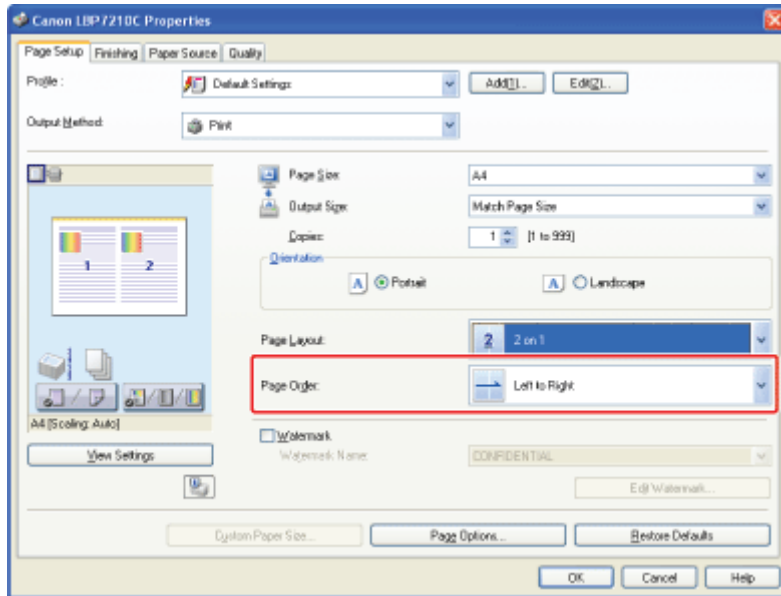 Canon LBP7210C Properties
Page Setup Finishing Paper Source Quality
Profile : Default Settings Add(1)... Edit(2)...
Output Method: Print
Page Size: A4
Output Size: Match Page Size
Copies: 1 [1 to 999]
Orientation
A Portrait A Landscape
1 2
Page Layout: 2 2 on 1
Page Order: Left to Right
A4 [Scaling: Auto]
Watermark
View Settings
Watermark Name: CONFIDENTIAL
Edit Watermark...
Custom Paper Size... Page Options... Restore Defaults
OK Cancel Help